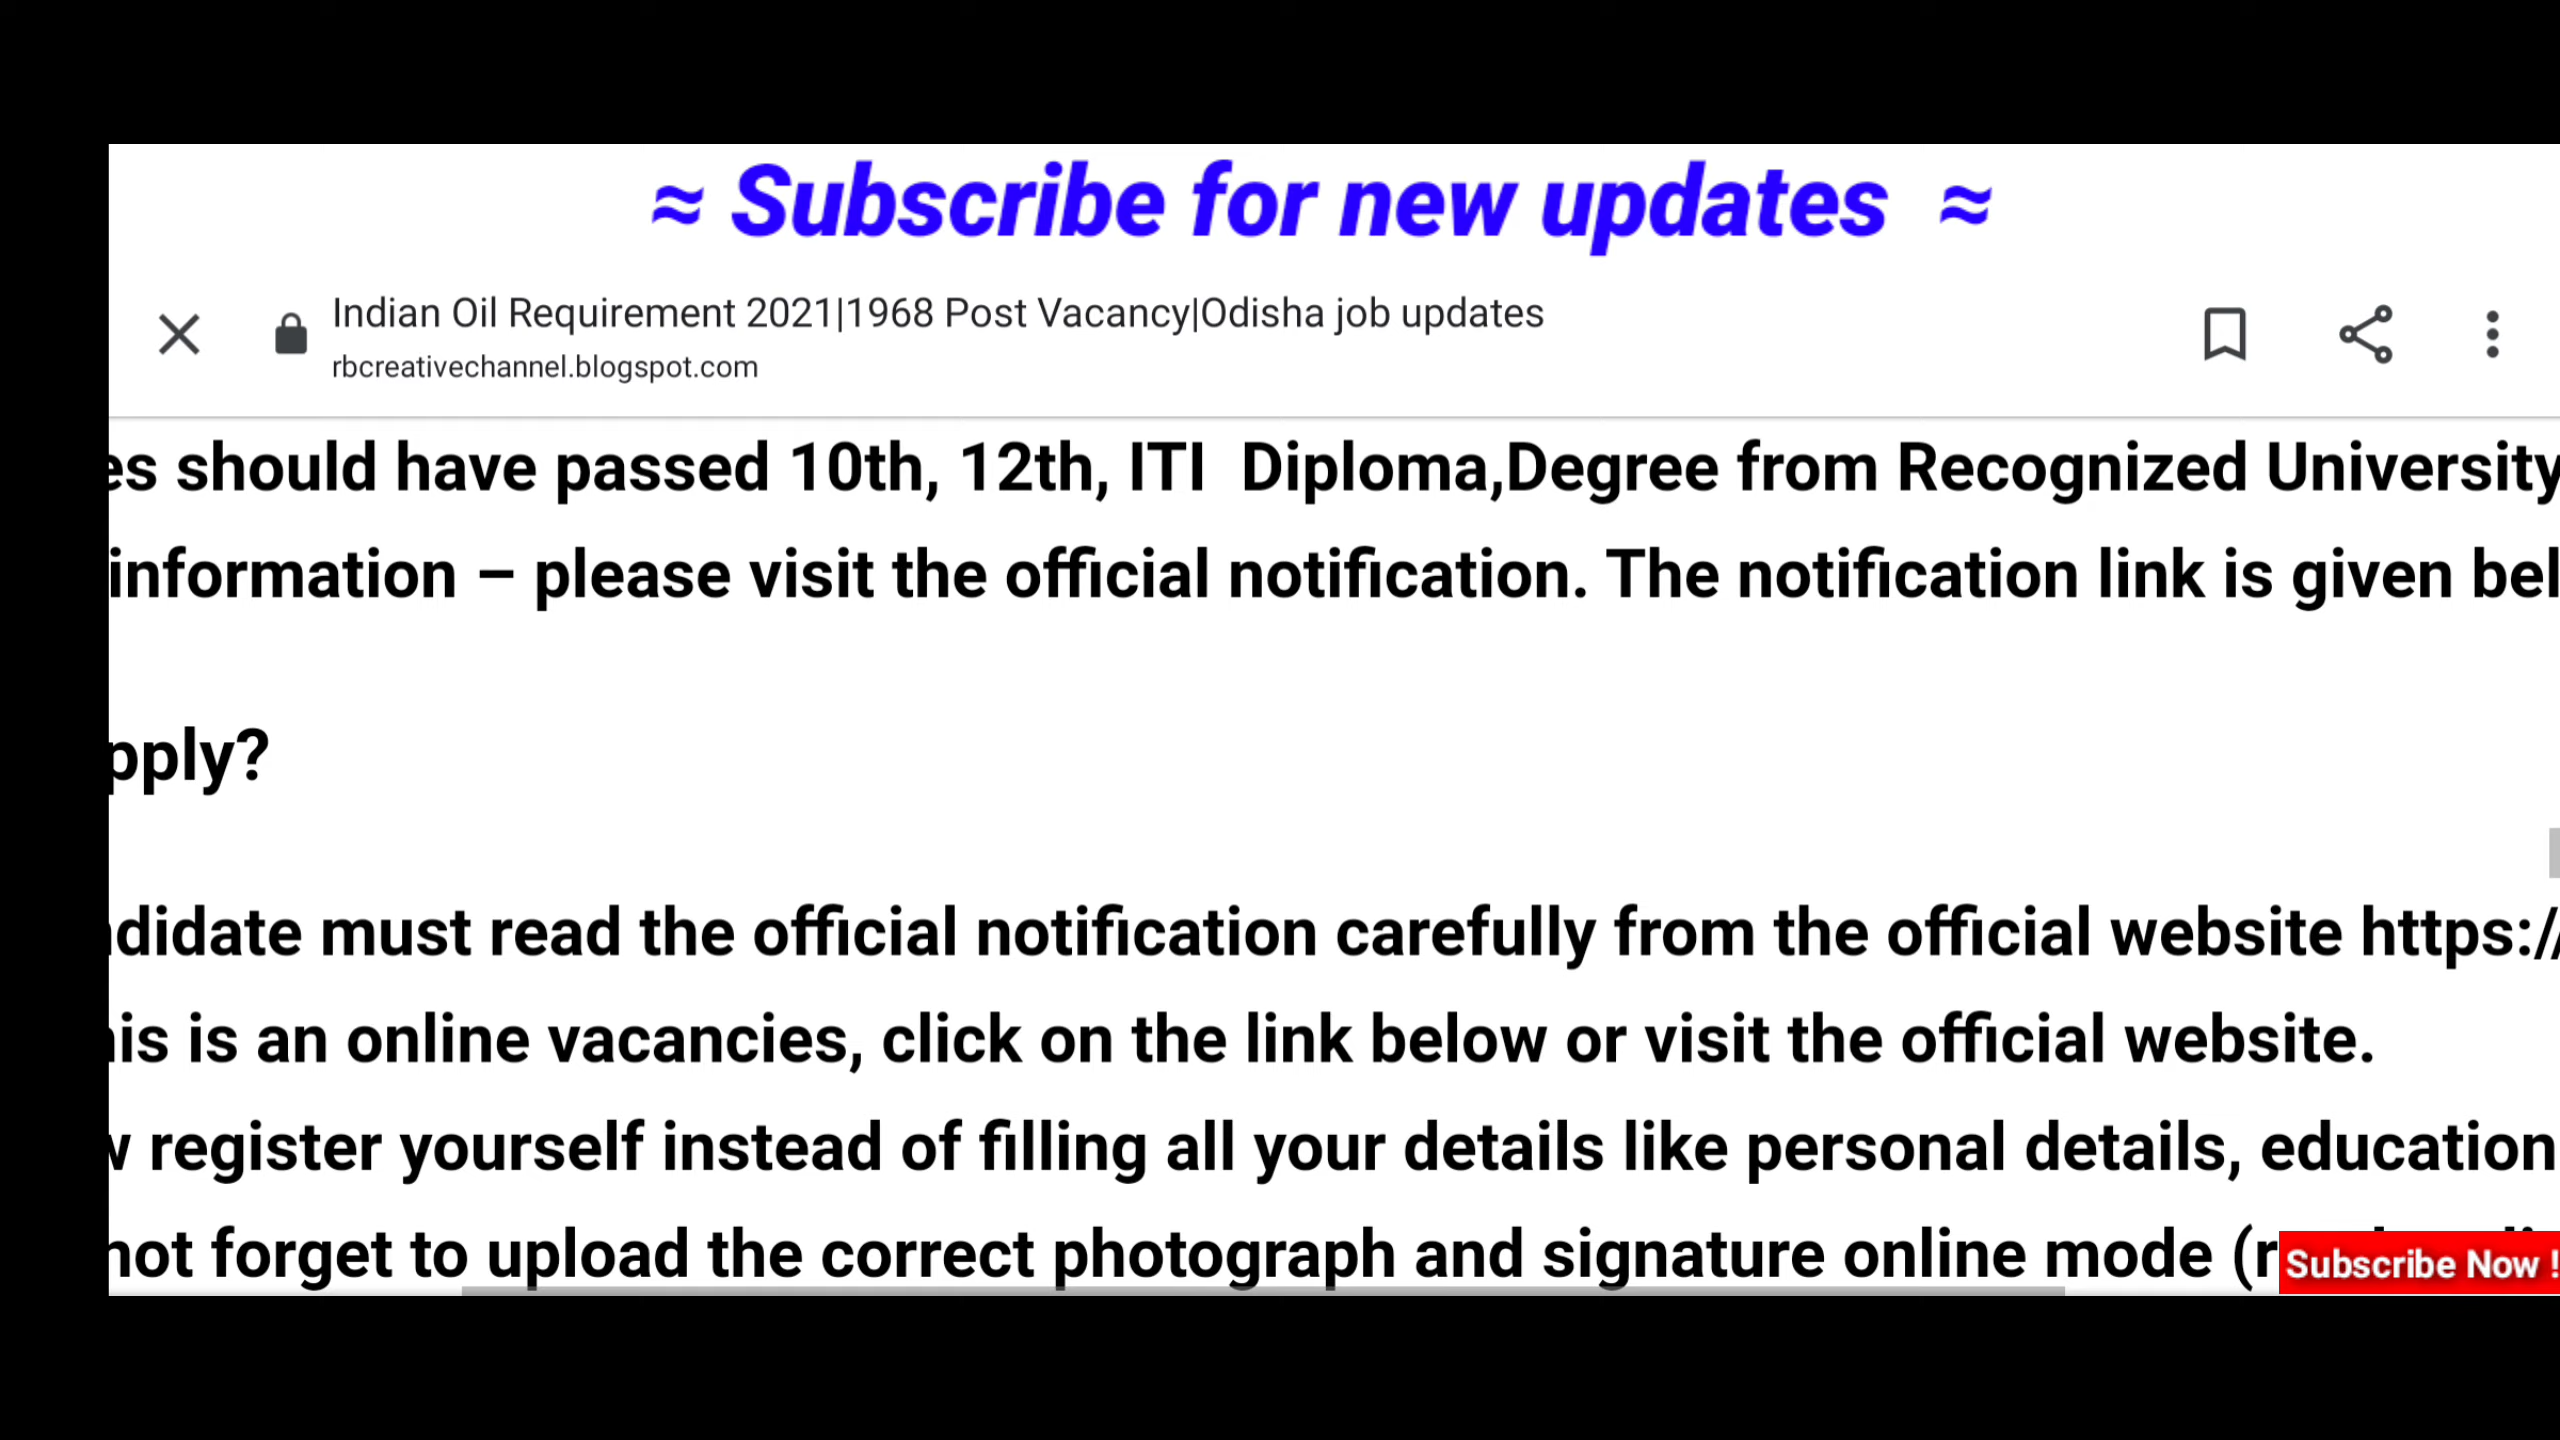 ≈ Subscribe for new updates ≈
Indian Oil Requirement 2021|1968 Post Vacancy|Odisha job updates
rbcreativechannel.blogspot.com
es should have passed 10th, 12th, ITI  Diploma,Degree from Recognized University
information – please visit the official notification. The notification link is given bel
pply?
didate must read the official notification carefully from the official website https://
his is an online vacancies, click on the link below or visit the official website.
w register yourself instead of filling all your details like personal details, education
not forget to upload the correct photograph and signature online mode (r
Subscribe Now !